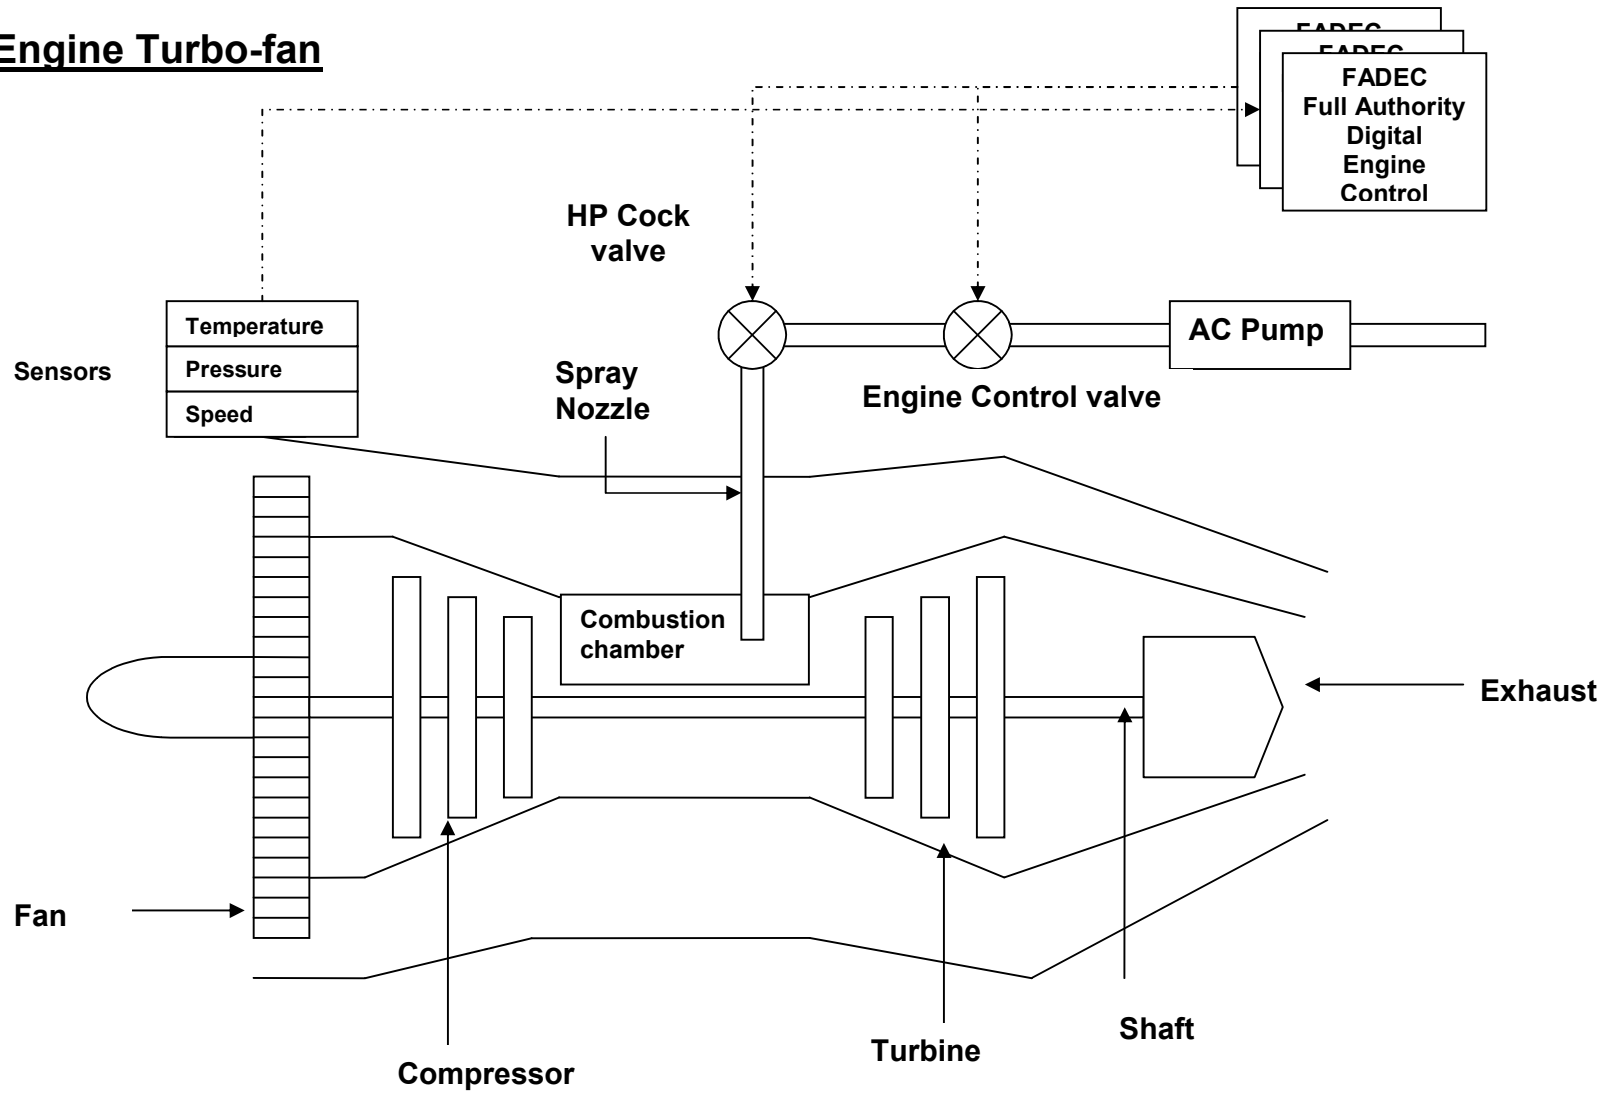 Engine Turbo-fan
FADEC
FADEC
FADEC
Full Authority
Digital
Engine
Control
HP Cock
valve
Temperature
Pressure
Speed
Sensors
AC Pump
Spray
Nozzle
Engine Control valve
Combustion
chamber
Exhaust
Fan
Shaft
Turbine
Compressor